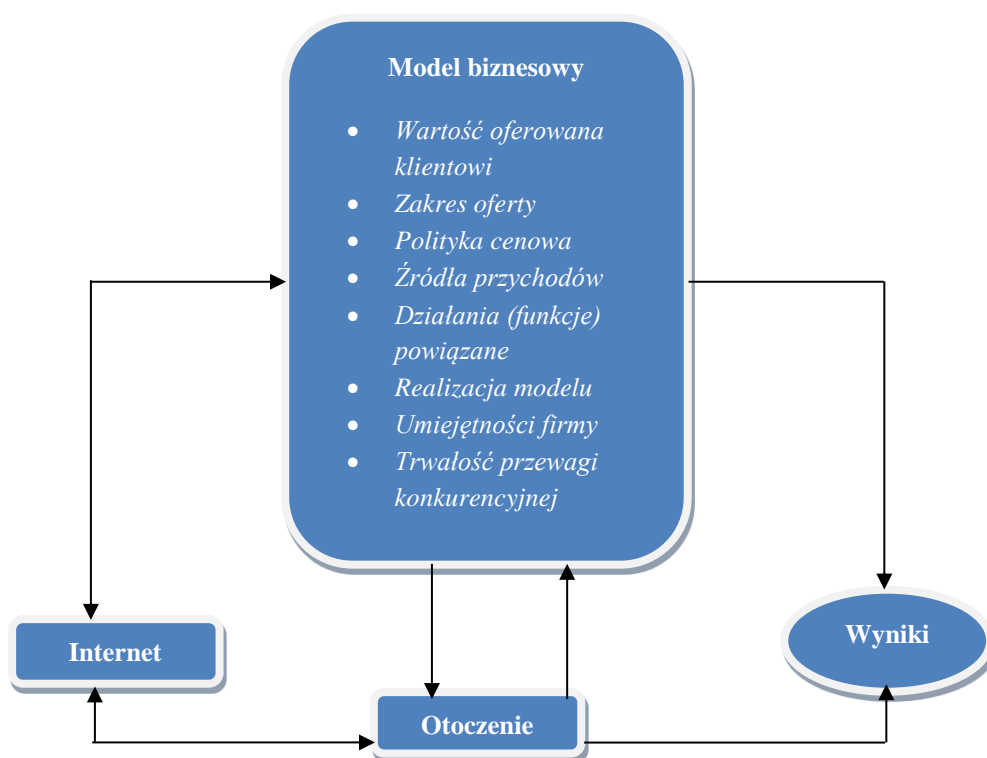 Model biznesowy
• Wartość oferowana
klientowi
• Zakres oferty
• Polityka cenowa
• Źródła przychodów
• Działania (funkcje)
powiązane
• Realizacja modelu
• Umiejętności firmy
• Trwałość przewagi
konkurencyjnej
Internet
Wyniki
Otoczenie